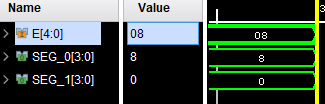 Name Value
E[4:0] 08 08
SEG_0[3:0] 8 8
SEG_1[3:0] 0 0